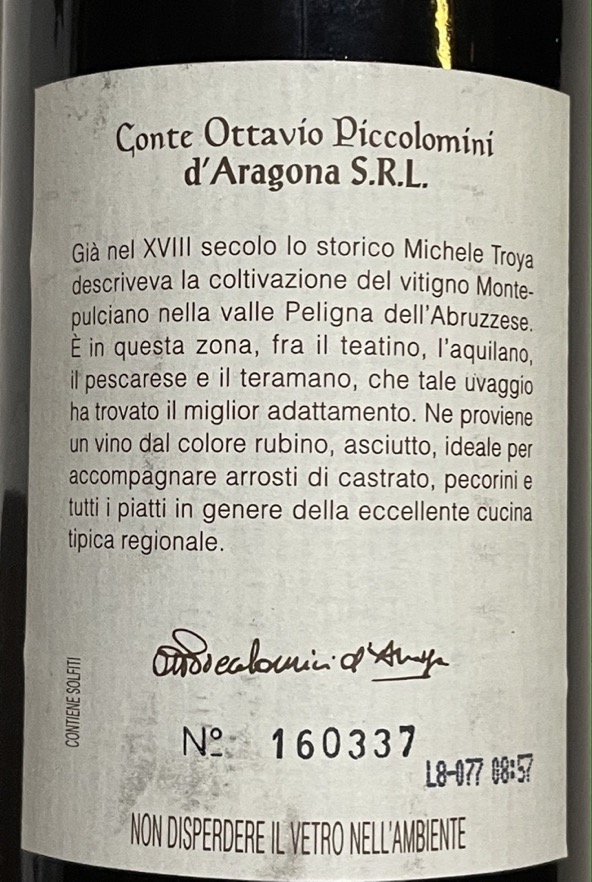 Conte Ottavio Piccolomini
d'Aragona S.R.L.
Già nel XVIII secolo lo storico Michele Troya
descriveva la coltivazione del vitigno Monte-
pulciano nella valle Peligna dell'Abruzzese.
È in questa zona, fra il teatino, l'aquilano,
il pescarese e il teramano, che tale uvaggio
ha trovato il miglior adattamento. Ne proviene
un vino dal colore rubino, asciutto, ideale per
accompagnare arrosti di castrato, pecorini e
tutti i piatti in genere della eccellente cucina
tipica regionale.
CONTIENE SOLFITI
Nº 160337
L8-077 08:57
NON DISPERDERE IL VETRO NELL'AMBIENTE